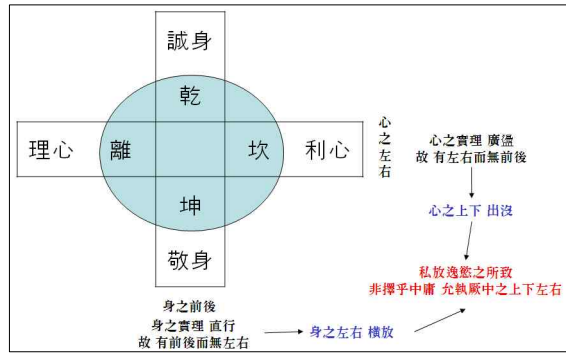 誠身
乾
理心 離 坎 利心
坤
敬身
心之左右
心之實理 廣盪
故 有左右而無前後
心之上下 出沒
私放逸慾之所致
非擇乎中庸 允執厥中之上下左右
身之前後
身之實理 直行
故 有前後而無左右
身之左右 橫放